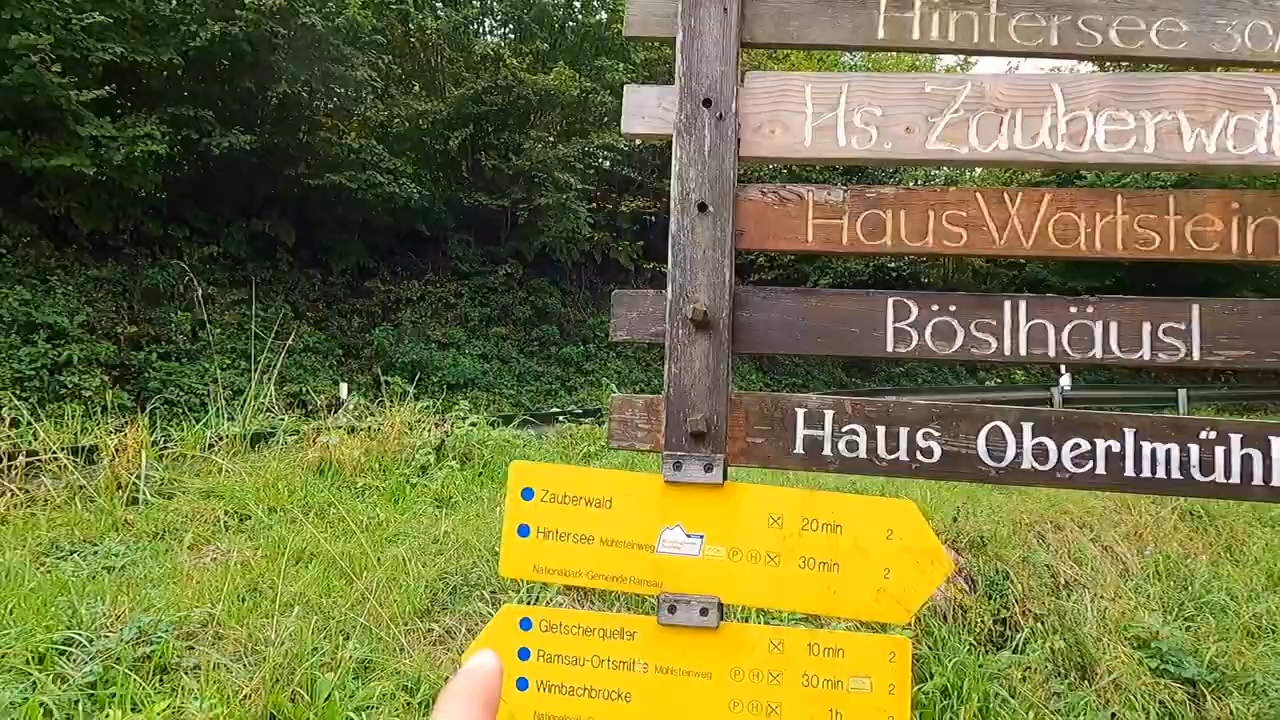 Hintersee 30
Hs. Zauberwal
Haus Wartstein
Böslhäusl
Haus Oberlmühl
Zauberwald 20 min 2
Hintersee Mühlsteinweg P H 30 min 2
Nationalpark-Gemeinde Ramsau
Gletscherquellen 10 min 2
Ramsau-Ortsmitte Mühlsteinweg P H 30 min 2
Wimbachbrücke P H 1h